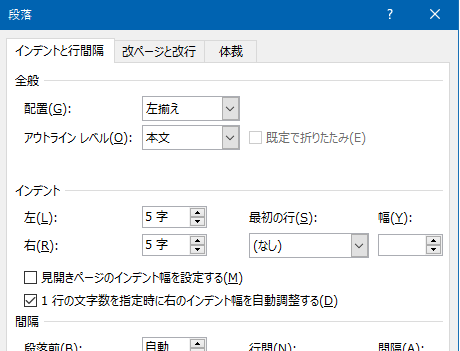 段落
?
インデントと行間隔 改ページと改行 体裁
全般
配置(G): 左揃え
アウトライン レベル(O): 本文 既定で折りたたみ(E)
インデント
左(L): 5 字 最初の行(S): 幅(Y):
右(R): 5 字 (なし)
見開きページのインデント幅を設定する(M)
1 行の文字数を指定時に右のインデント幅を自動調整する(D)
間隔
段落前(B): 自動 行間(N): 間隔(A):